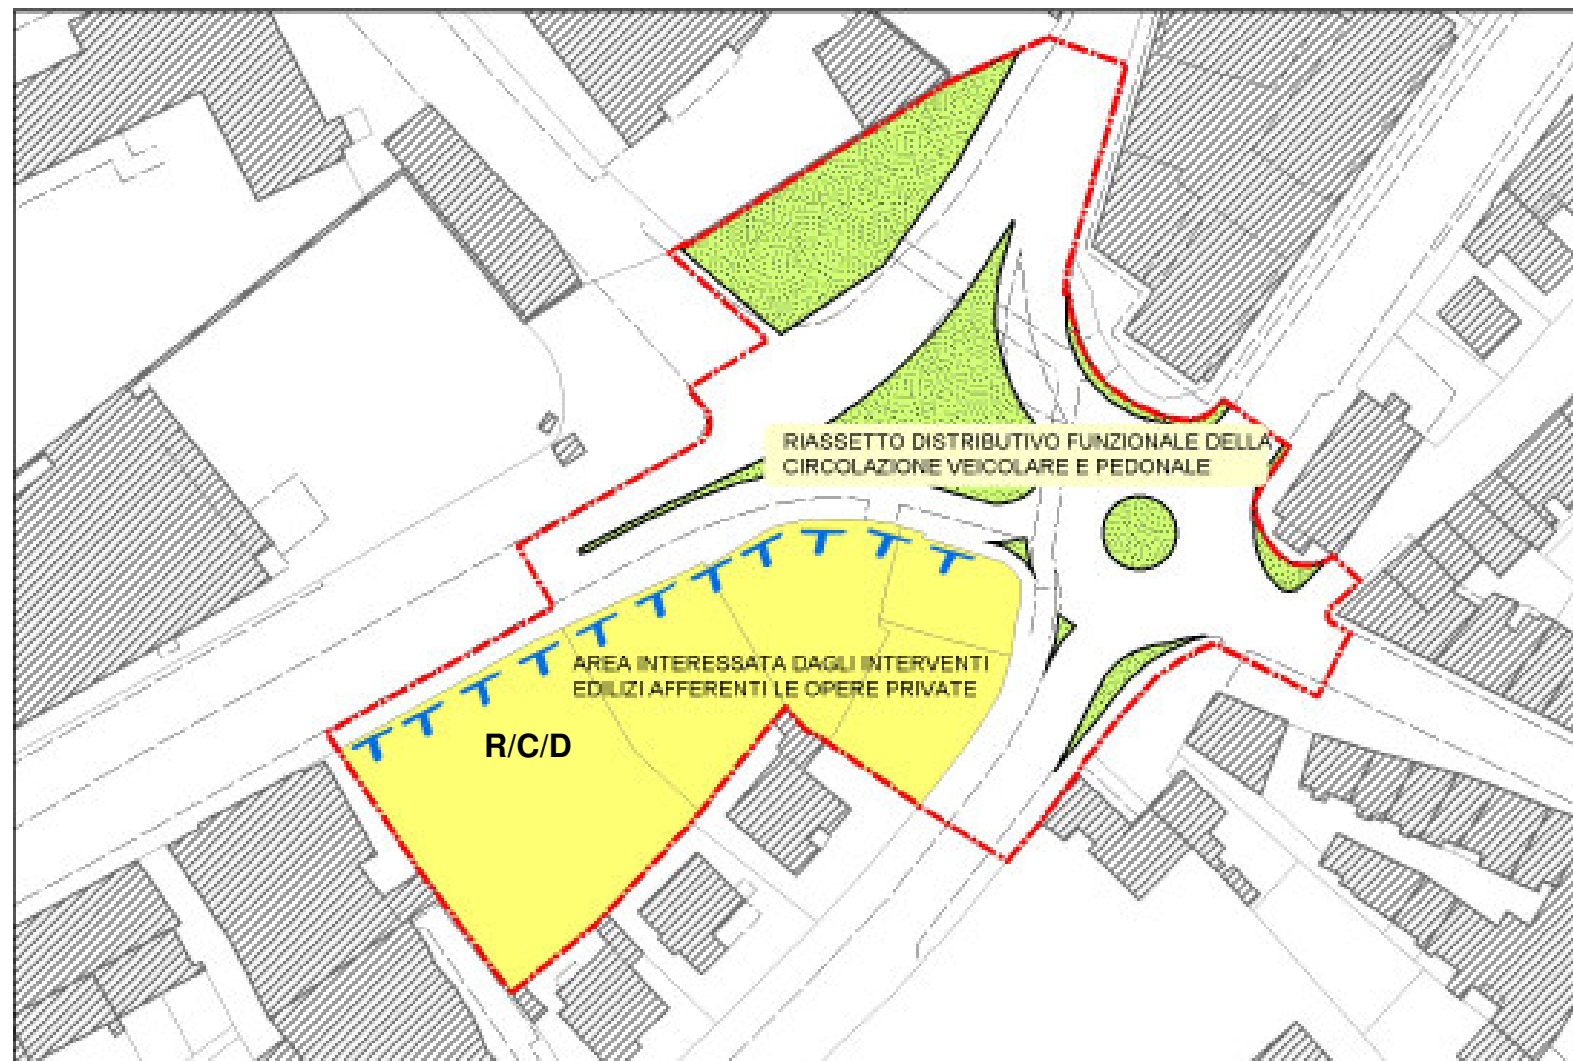 RIASSETTO DISTRIBUTIVO FUNZIONALE DELLA
CIRCOLAZIONE VEICOLARE E PEDONALE
AREA INTERESSATA DAGLI INTERVENTI
EDILIZI AFFERENTI LE OPERE PRIVATE
R/C/D